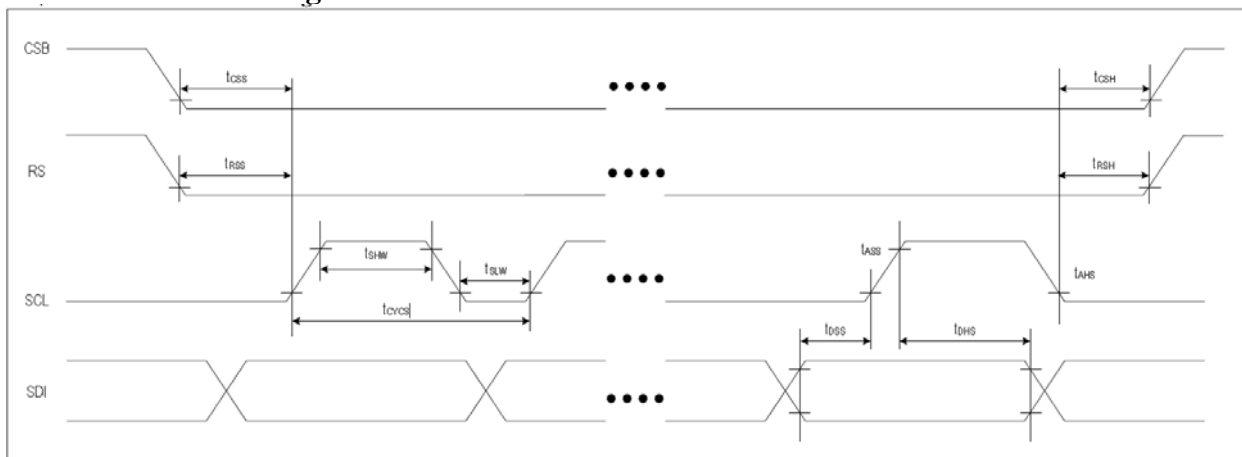 CSB
tCSS
tCSH
RS
tRSS
tRSH
tSHW
tSLW
tASS
tAHS
SCL
tCYCS
tDSS
tDHS
SDI